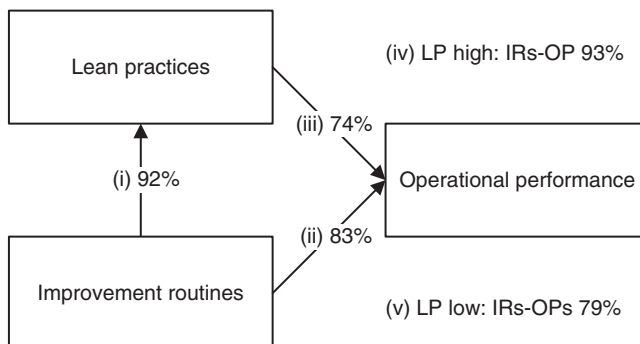 Lean practices
(iv) LP high: IRs-OP 93%
(iii) 74%
(i) 92%
Operational performance
(ii) 83%
Improvement routines
(v) LP low: IRs-OPs 79%